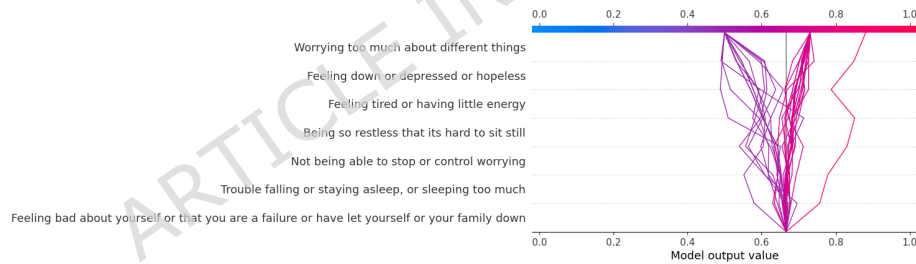 0.0 0.2 0.4 0.6 0.8 1.0
Worrying too much about different things
Feeling down or depressed or hopeless
Feeling tired or having little energy
Being so restless that its hard to sit still
Not being able to stop or control worrying
Trouble falling or staying asleep, or sleeping too much
Feeling bad about yourself or that you are a failure or have let yourself or your family down
0.0 0.2 0.4 0.6 0.8 1.0
Model output value
ARTICLE IN